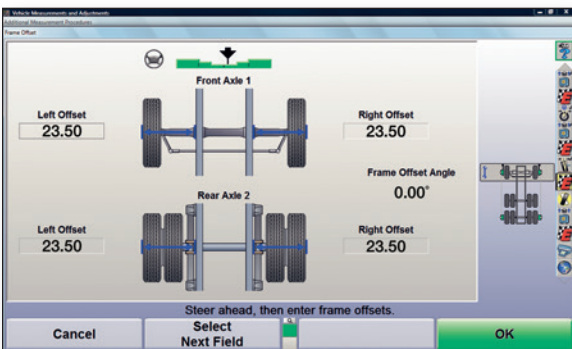 Vehicle Measurements and Adjustments
Additional Measurement Procedures
Frame Offset
Front Axle 1
Left Offset
23.50
Right Offset
23.50
Frame Offset Angle
0.00°
Rear Axle 2
Left Offset
23.50
Right Offset
23.50
Steer ahead, then enter frame offsets.
Cancel
Select
Next Field
OK